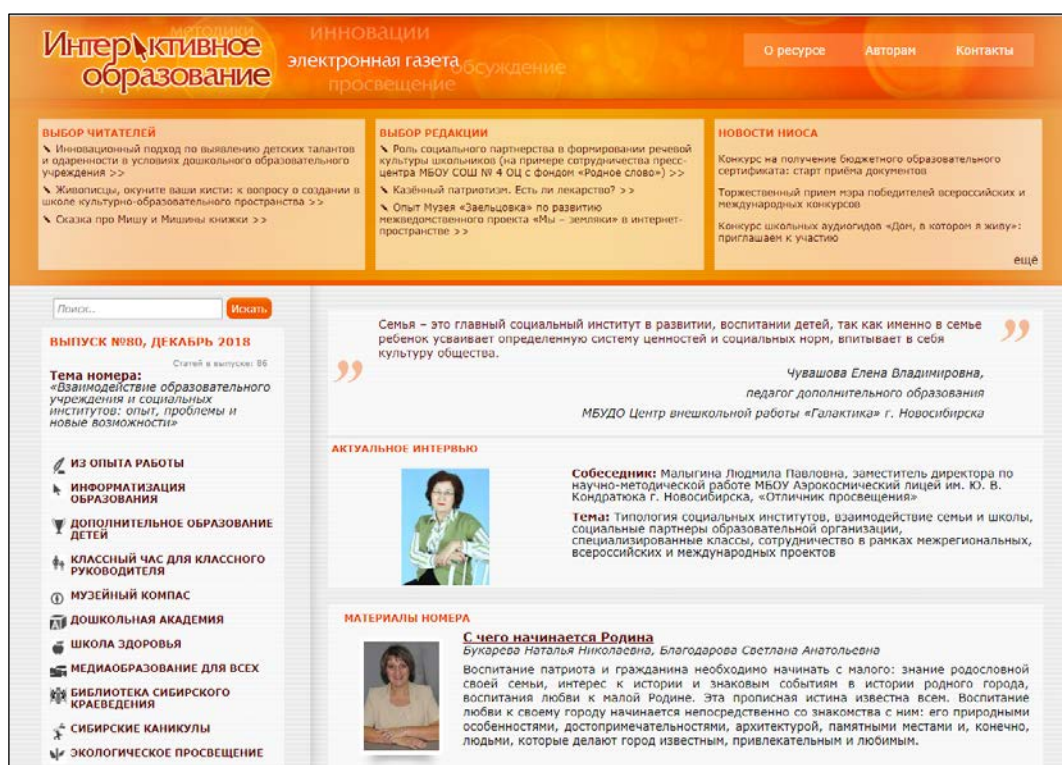 методики
инновации
Интерактивное
образование
электронная газета
обсуждение
просвещение
О ресурсе
Авторам
Контакты
ВЫБОР ЧИТАТЕЛЕЙ
Инновационный подход по выявлению детских талантов
и одаренности в условиях дошкольного образовательного
учреждения >>
Живописцы, окуните ваши кисти: к вопросу о создании в
школе культурно-образовательного пространства >>
Сказка про Мишу и Мишины книжки >>
ВЫБОР РЕДАКЦИИ
Роль социального партнерства в формировании речевой
культуры школьников (на примере сотрудничества пресс-
центра МБОУ СОШ № 4 ОЦ с фондом «Родное слово») >>
Казённый патриотизм. Есть ли лекарство? >>
Опыт Музея «Заельцовка» по развитию
межведомственного проекта «Мы – земляки» в интернет-
пространстве >>
НОВОСТИ НИОСА
Конкурс на получение бюджетного образовательного
сертификата: старт приёма документов
Торжественный прием мэра победителей всероссийских и
международных конкурсов
Конкурс школьных аудиогидов «Дом, в котором я живу»:
приглашаем к участию
ещё
Поиск..
Искать
ВЫПУСК №80, ДЕКАБРЬ 2018
Статей в выпуске: 86
Тема номера:
«Взаимодействие образовательного
учреждения и социальных
институтов: опыт, проблемы и
новые возможности»
ИЗ ОПЫТА РАБОТЫ
ИНФОРМАТИЗАЦИЯ
ОБРАЗОВАНИЯ
ДОПОЛНИТЕЛЬНОЕ ОБРАЗОВАНИЕ
ДЕТЕЙ
КЛАССНЫЙ ЧАС ДЛЯ КЛАССНОГО
РУКОВОДИТЕЛЯ
МУЗЕЙНЫЙ КОМПАС
ДОШКОЛЬНАЯ АКАДЕМИЯ
ШКОЛА ЗДОРОВЬЯ
МЕДИАОБРАЗОВАНИЕ ДЛЯ ВСЕХ
БИБЛИОТЕКА СИБИРСКОГО
КРАЕВЕДЕНИЯ
СИБИРСКИЕ КАНИКУЛЫ
ЭКОЛОГИЧЕСКОЕ ПРОСВЕЩЕНИЕ
Семья – это главный социальный институт в развитии, воспитании детей, так как именно в семье
ребенок усваивает определенную систему ценностей и социальных норм, впитывает в себя
культуру общества.
Чувашова Елена Владимировна,
педагог дополнительного образования
МБУДО Центр внешкольной работы «Галактика» г. Новосибирска
АКТУАЛЬНОЕ ИНТЕРВЬЮ
Собеседник: Малыгина Людмила Павловна, заместитель директора по
научно-методической работе МБОУ Аэрокосмический лицей им. Ю. В.
Кондратюка г. Новосибирска, «Отличник просвещения»
Тема: Типология социальных институтов, взаимодействие семьи и школы,
социальные партнеры образовательной организации,
специализированные классы, сотрудничество в рамках межрегиональных,
всероссийских и международных проектов
МАТЕРИАЛЫ НОМЕРА
С чего начинается Родина
Букарева Наталья Николаевна, Благодарова Светлана Анатольевна
Воспитание патриота и гражданина необходимо начинать с малого: знание родословной
своей семьи, интерес к истории и знаковым событиям в истории родного города,
воспитания любви к малой Родине. Эта прописная истина известна всем. Воспитание
любви к своему городу начинается непосредственно со знакомства с ним: его природными
особенностями, достопримечательностями, архитектурой, памятными местами и, конечно,
людьми, которые делают город известным, привлекательным и любимым.